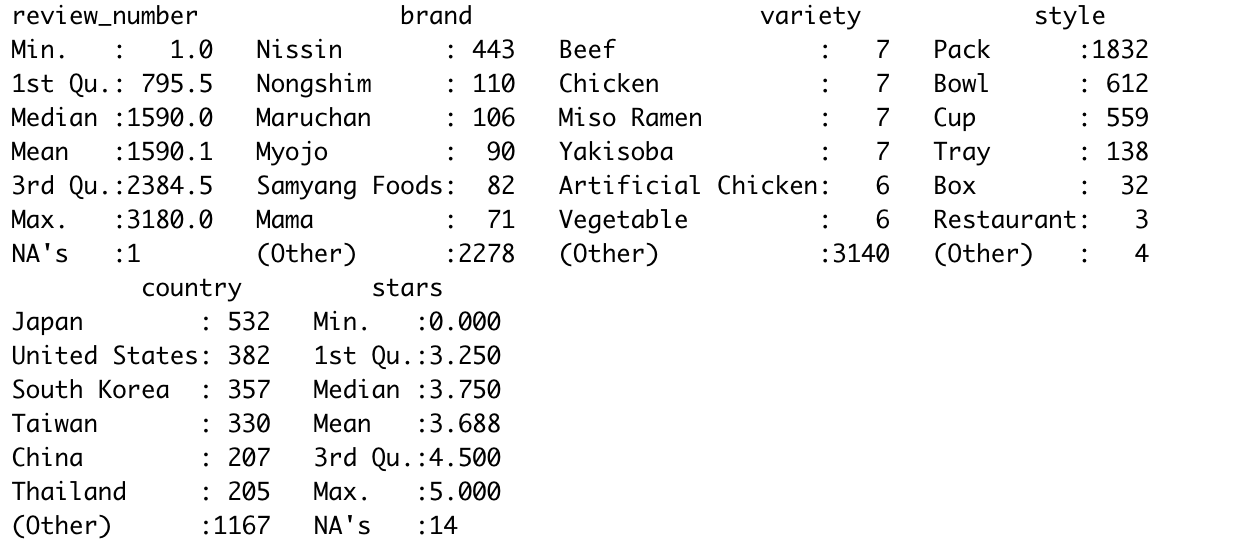 review_number              brand                    variety            style     
Min.   :   1.0   Nissin       : 443   Beef              :   7   Pack      :1832  
1st Qu.: 795.5   Nongshim     : 110   Chicken           :   7   Bowl      : 612  
Median :1590.0   Maruchan     : 106   Miso Ramen        :   7   Cup       : 559  
Mean   :1590.1   Myojo        :  90   Yakisoba          :   7   Tray      : 138  
3rd Qu.:2384.5   Samyang Foods:  82   Artificial Chicken:   6   Box       :  32  
Max.   :3180.0   Mama         :  71   Vegetable         :   6   Restaurant:   3  
NA's   :1        (Other)      :2278   (Other)           :3140   (Other)   :   4  
         country         stars      
Japan        : 532   Min.   :0.000  
United States: 382   1st Qu.:3.250  
South Korea  : 357   Median :3.750  
Taiwan       : 330   Mean   :3.688  
China        : 207   3rd Qu.:4.500  
Thailand     : 205   Max.   :5.000  
(Other)      :1167   NA's   :14